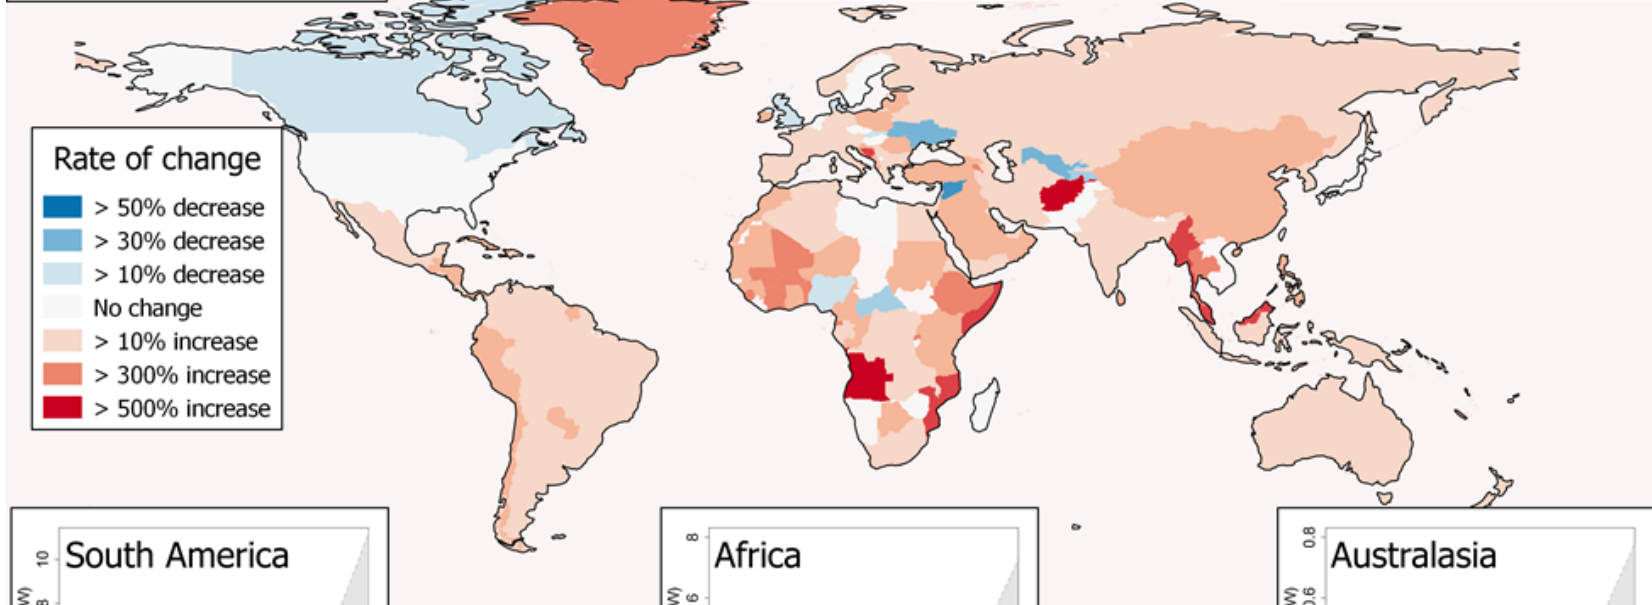 Rate of change
> 50% decrease
> 30% decrease
> 10% decrease
No change
> 10% increase
> 300% increase
> 500% increase
South America
10
8
W)
Africa
8
6
W)
Australasia
0.8
0.6
W)